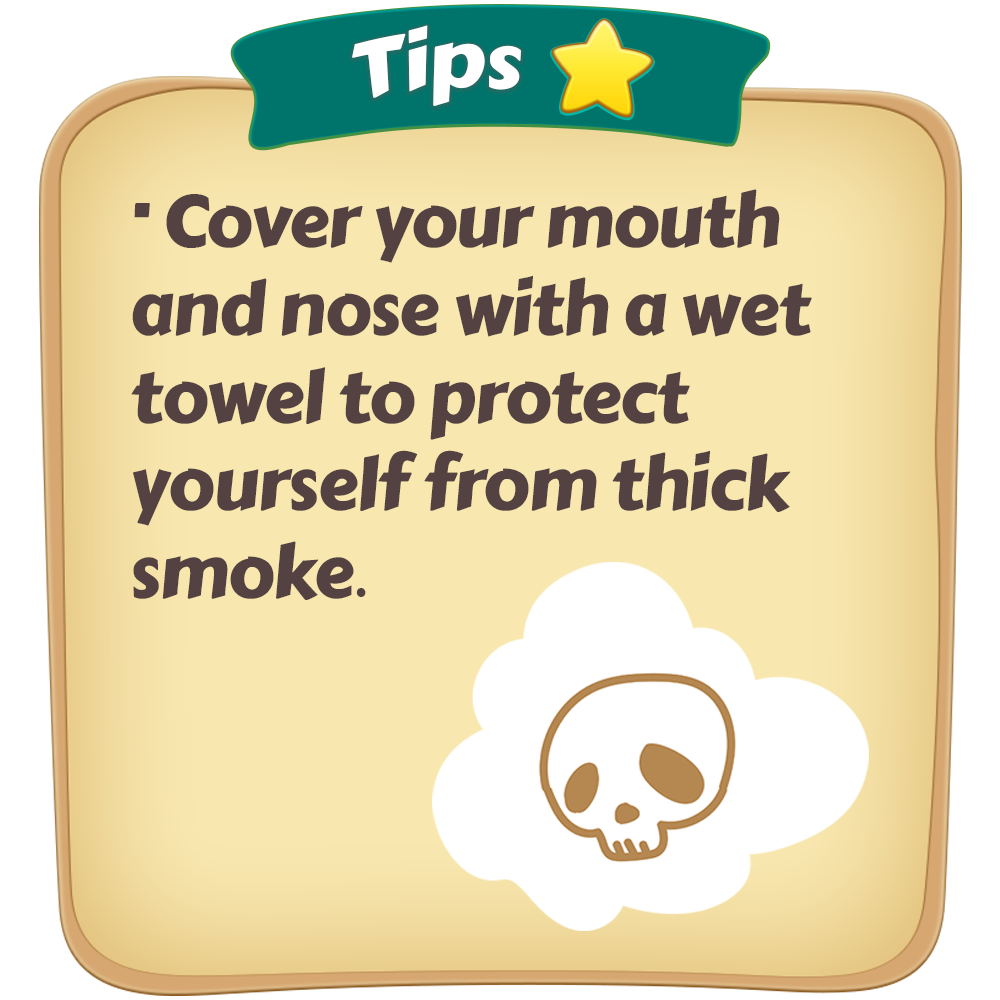 Tips
· Cover your mouth
and nose with a wet
towel to protect
yourself from thick
smoke.